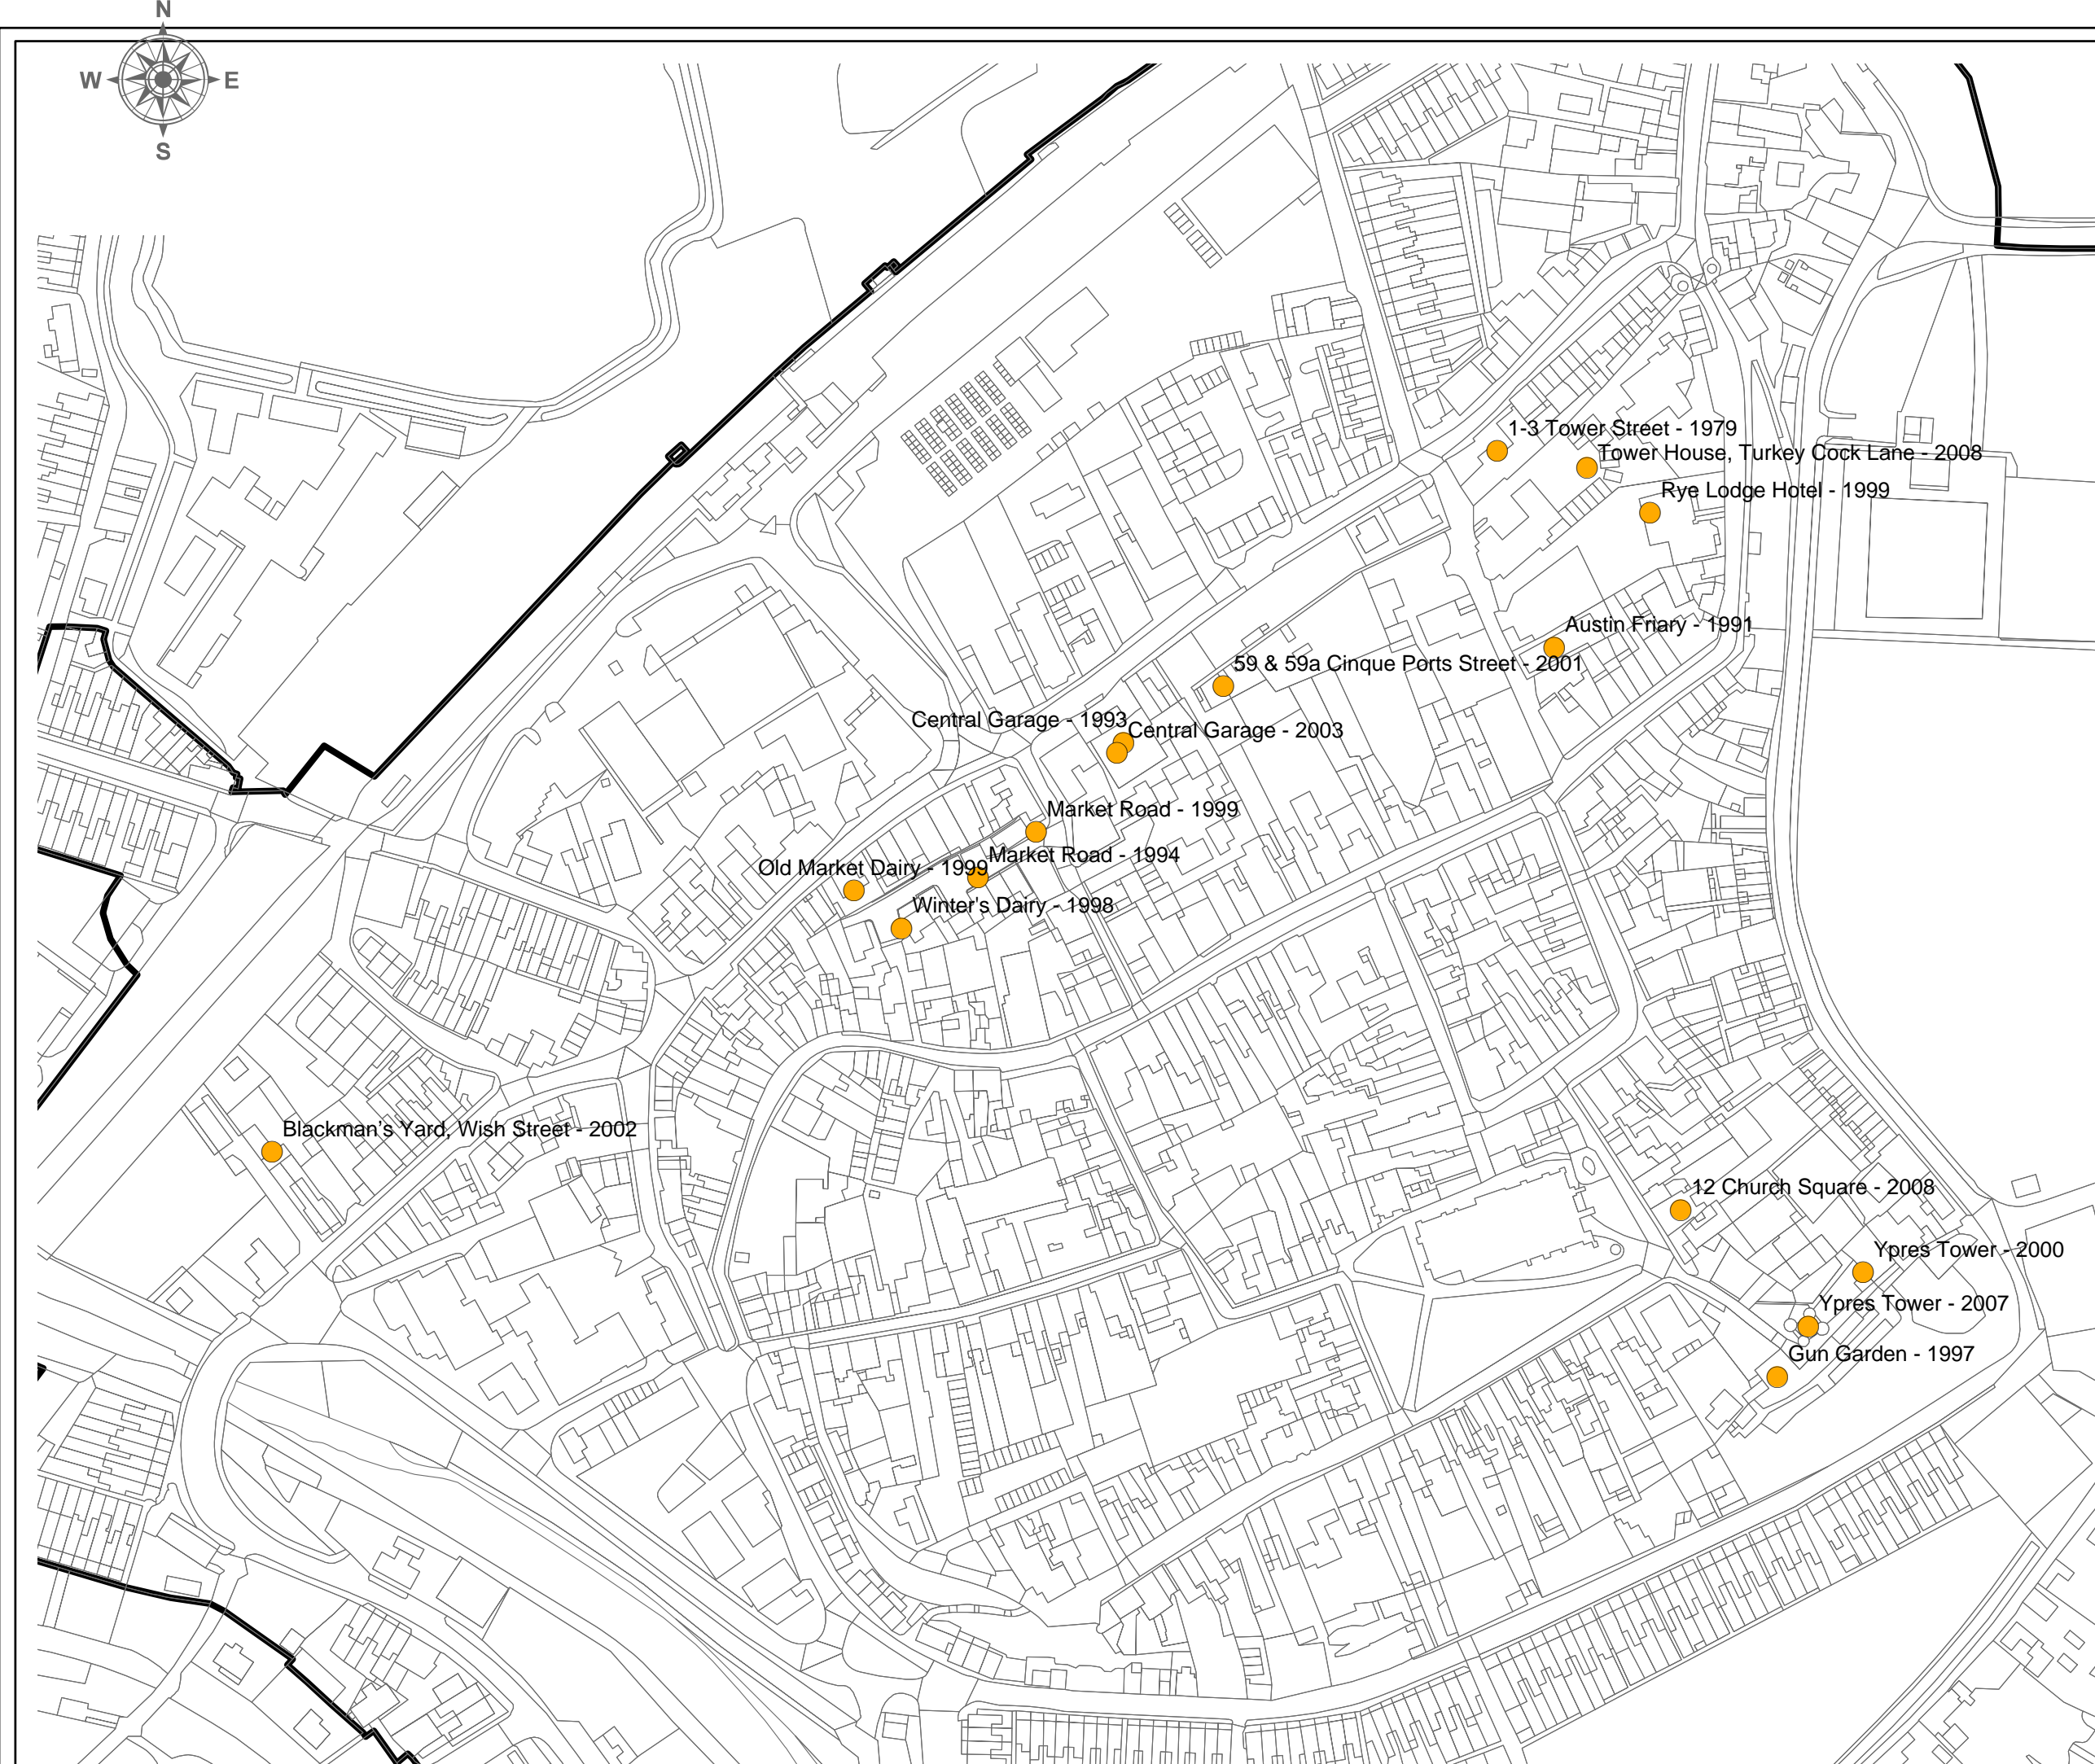 N
W E
S
1-3 Tower Street - 1979
Tower House, Turkey Cock Lane - 2008
Rye Lodge Hotel - 1999
Austin Friary - 1991
59 & 59a Cinque Ports Street - 2001
Central Garage - 1993
Central Garage - 2003
Market Road - 1999
Market Road - 1994
Old Market Dairy - 1999
Winter's Dairy - 1998
Blackman’s Yard, Wish Street - 2002
12 Church Square - 2008
Ypres Tower - 2000
Ypres Tower - 2007
Gun Garden - 1997